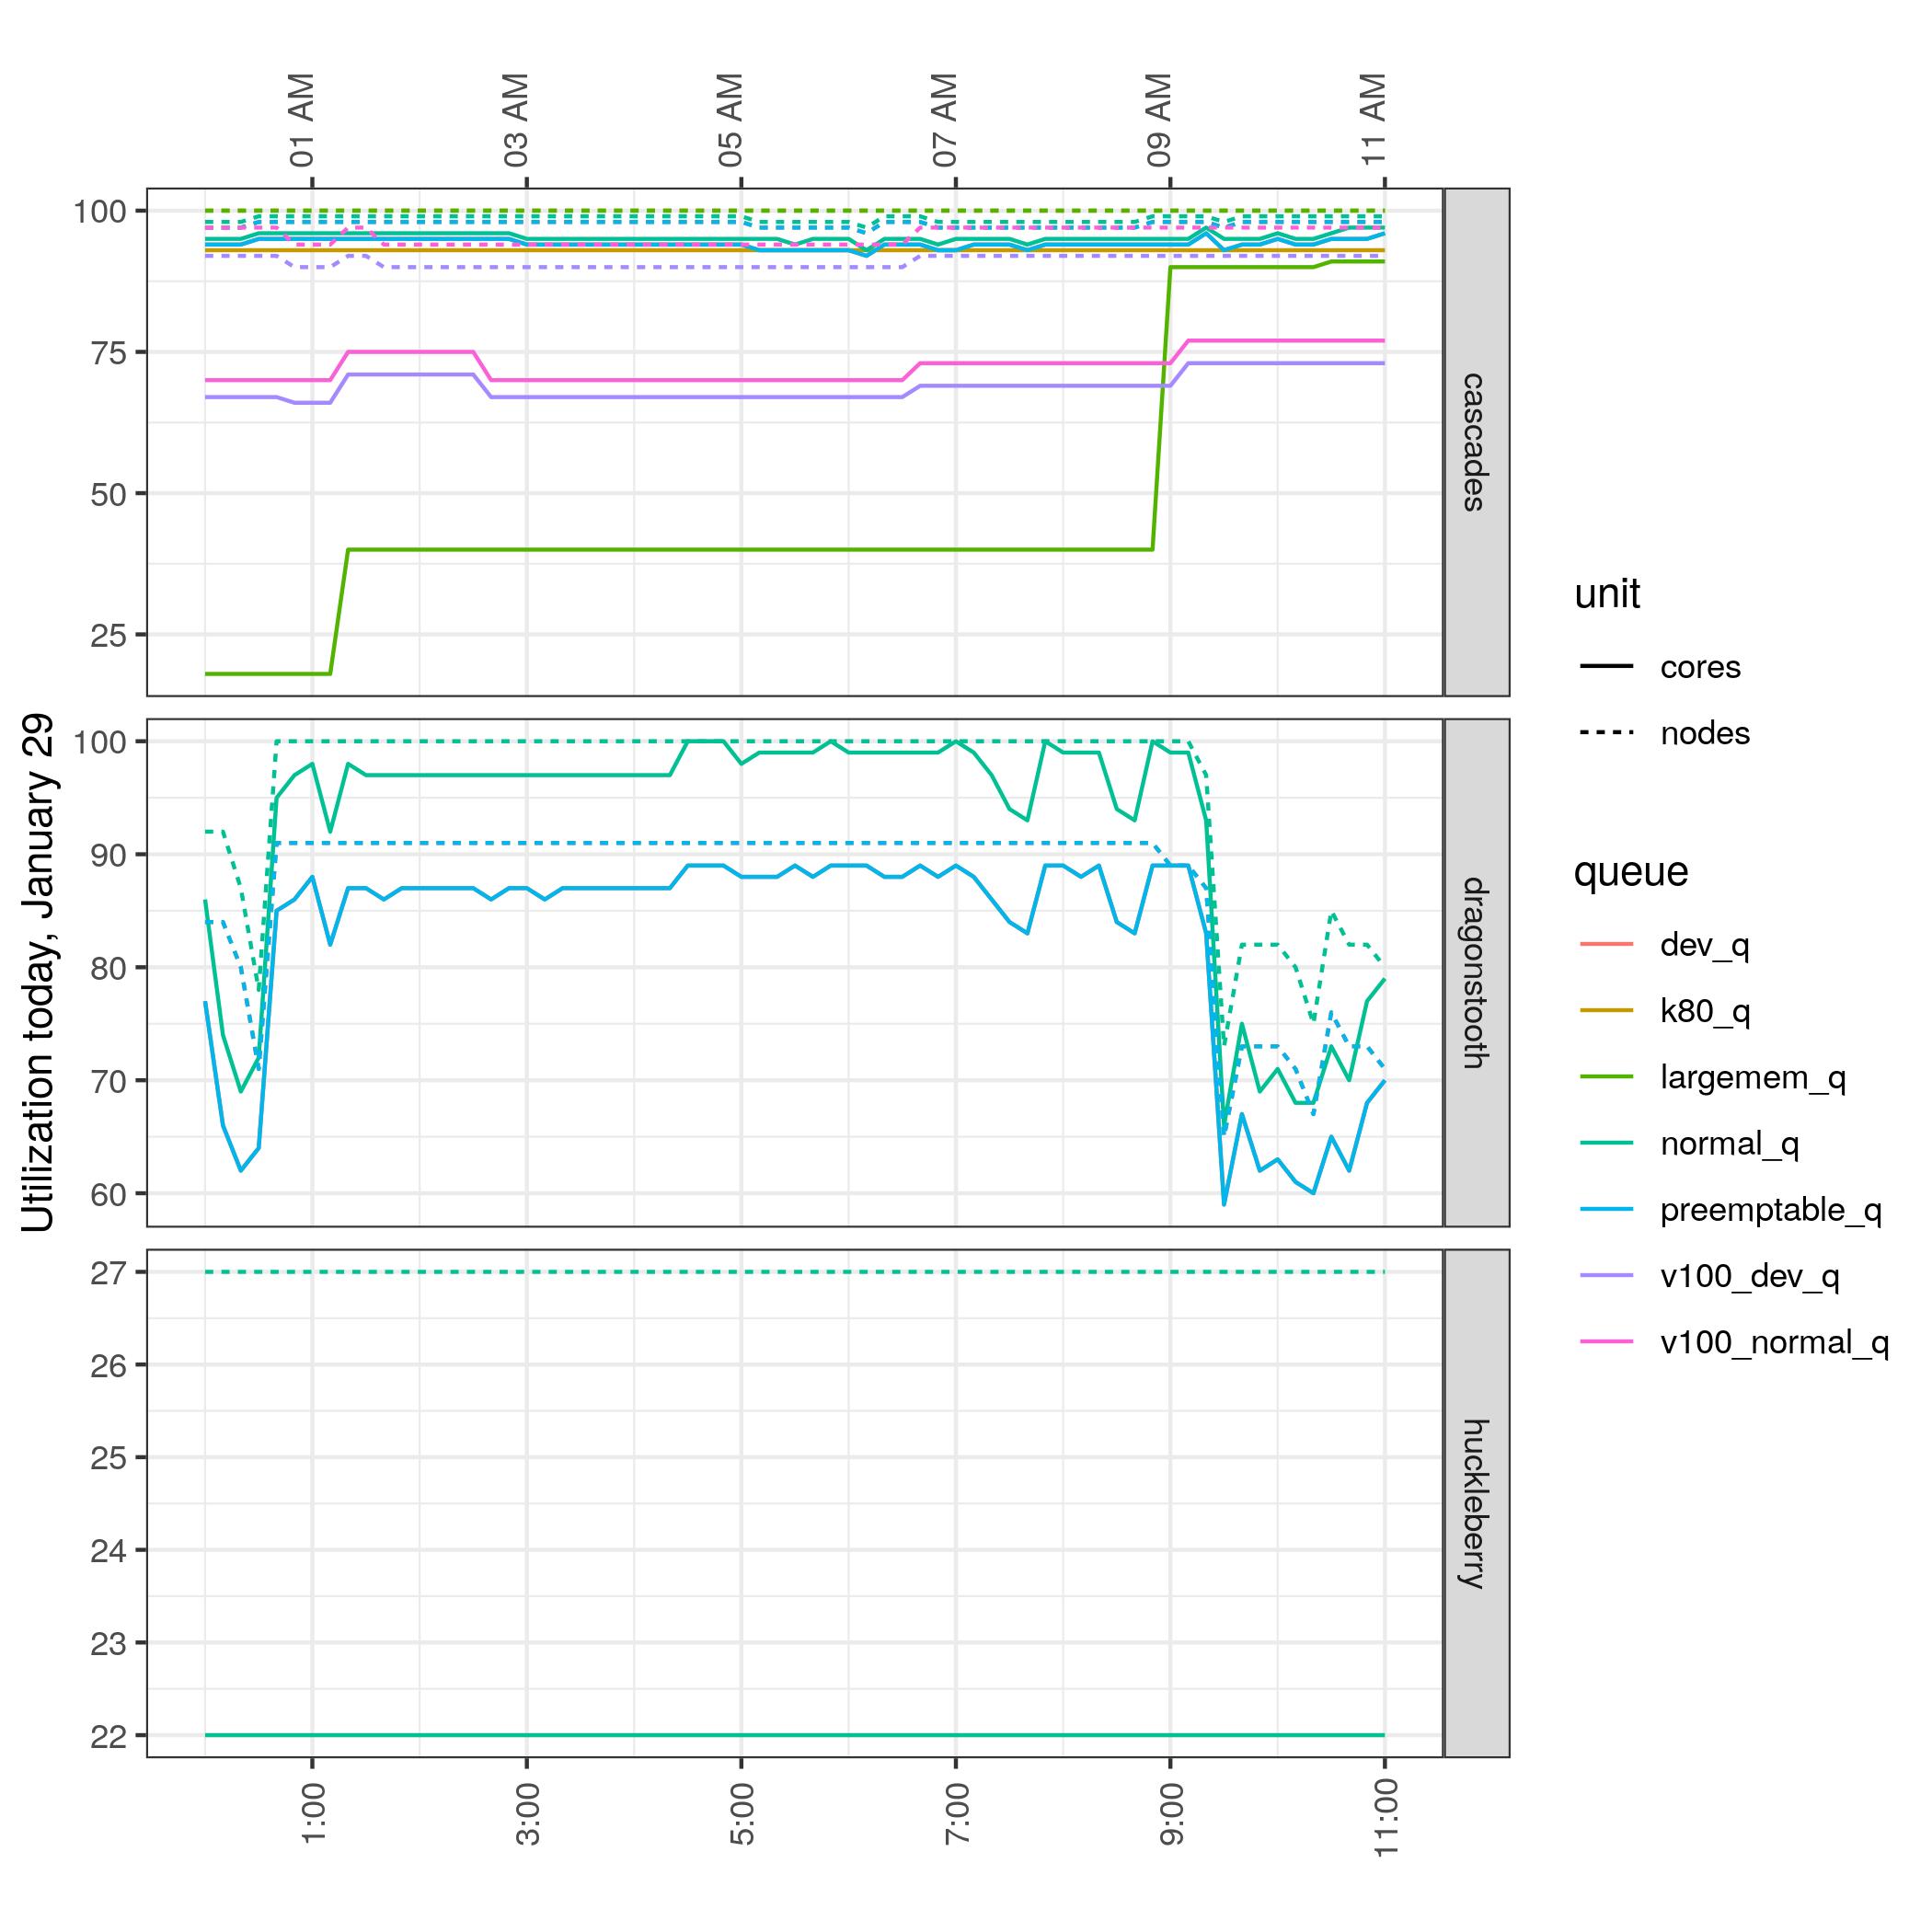 01 AM
03 AM
05 AM
07 AM
09 AM
11 AM
Utilization today, January 29
100
75
50
25
cascades
100
90
80
70
60
dragonstooth
27
26
25
24
23
22
huckleberry
1:00
3:00
5:00
7:00
9:00
11:00
unit
cores
nodes
queue
dev_q
k80_q
largemem_q
normal_q
preemptable_q
v100_dev_q
v100_normal_q